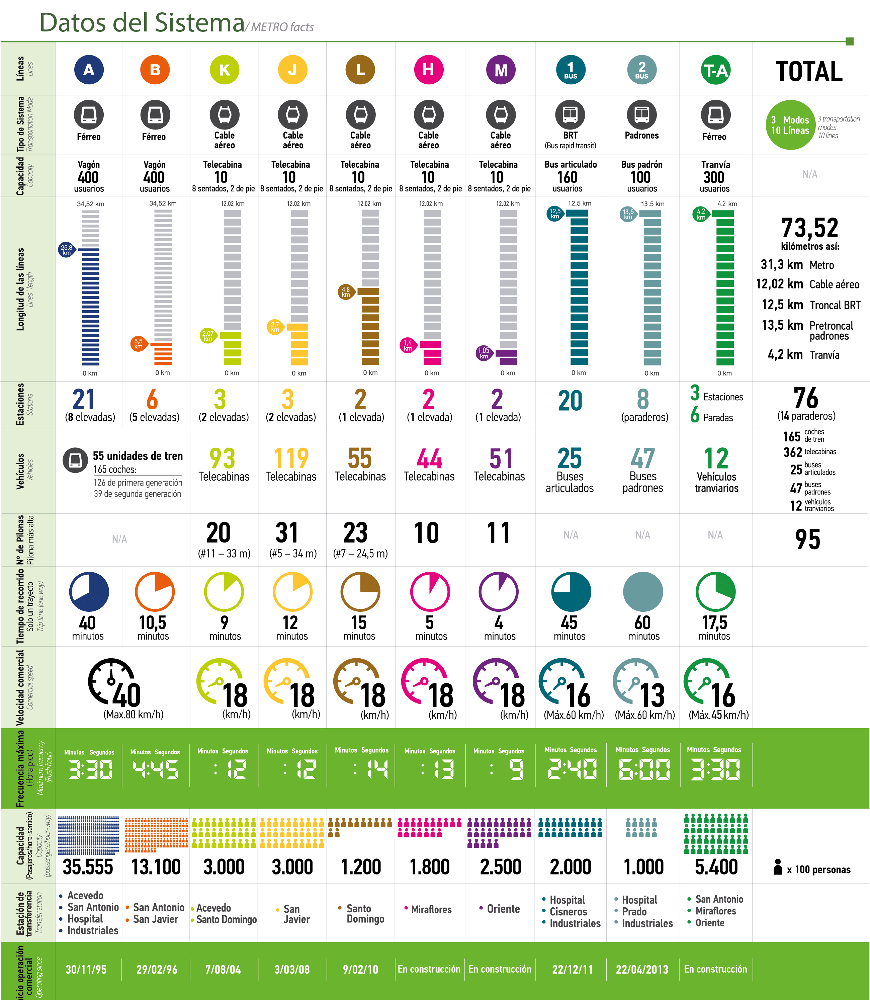 Datos del Sistema / METRO facts
Líneas
Lines
A
B
K
J
L
H
M
1
BUS
2
BUS
T-A
TOTAL
Tipo de Sistema
Transportation Mode
Férreo
Férreo
Cable
aéreo
Cable
aéreo
Cable
aéreo
Cable
aéreo
Cable
aéreo
BRT
(Bus rapid transit)
Padrones
Férreo
3 Modos
10 Líneas
3 transportation
modes
10 lines
Capacidad
Capacity
Vagón
400
usuarios
Vagón
400
usuarios
Telecabina
10
8 sentados, 2 de pie
Telecabina
10
8 sentados, 2 de pie
Telecabina
10
8 sentados, 2 de pie
Telecabina
10
8 sentados, 2 de pie
Telecabina
10
8 sentados, 2 de pie
Bus articulado
160
usuarios
Bus padrón
100
usuarios
Tranvía
300
usuarios
N/A
Longitud de las líneas
Lines´ length
34,52 km
25,8
km
0 km
34,52 km
5,5
km
0 km
12.02 km
2,07
km
0 km
12.02 km
2,7
km
0 km
12.02 km
4,8
km
0 km
12.02 km
1,4
km
0 km
12.02 km
1,05
km
0 km
12.5 km
12,5
km
0 km
13.5 km
13,5
km
0 km
4.2 km
4,2
km
0 km
73,52
kilómetros así:
31,3 km Metro
12,02 km Cable aéreo
12,5 km Troncal BRT
13,5 km Pretroncal
padrones
4,2 km Tranvía
Estaciones
Stations
21
(8 elevadas)
6
(5 elevadas)
3
(2 elevadas)
3
(2 elevadas)
2
(1 elevada)
2
(1 elevada)
2
(1 elevada)
20
8
(paraderos)
3 Estaciones
6 Paradas
76
(14 paraderos)
Vehículos
Vehicles
55 unidades de tren
165 coches:
126 de primera generación
39 de segunda generación
93
Telecabinas
119
Telecabinas
55
Telecabinas
44
Telecabinas
51
Telecabinas
25
Buses
articulados
47
Buses
padrones
12
Vehículos
tranviarios
165 coches
de tren
362 telecabinas
25 buses
articulados
47 buses
padrones
12 vehículos
tranviarios
N° de Pilonas
Pilona más alta
N/A
20
(#11 – 33 m)
31
(#5 – 34 m)
23
(#7 – 24,5 m)
10
11
N/A
N/A
N/A
95
Tiempo de recorrido
Solo un trayecto
Trip time (one way)
40
minutos
10,5
minutos
9
minutos
12
minutos
15
minutos
5
minutos
4
minutos
45
minutos
60
minutos
17,5
minutos
Velocidad comercial
Comercial speed
40
(Max.80 km/h)
18
(km/h)
18
(km/h)
18
(km/h)
18
(km/h)
18
(km/h)
16
(Máx.60 km/h)
13
(Máx.60 km/h)
16
(Máx.45 km/h)
Frecuencia máxima
(Hora pico)
Maximum frecuency
(Rush hour)
Minutos Segundos
3:30
Minutos Segundos
4:45
Minutos Segundos
:12
Minutos Segundos
:12
Minutos Segundos
:14
Minutos Segundos
:13
Minutos Segundos
: 9
Minutos Segundos
2:40
Minutos Segundos
6:00
Minutos Segundos
3:30
Capacidad
(Pasajeros/hora-sentido)
Capacity
(passengers/hour-way)
35.555
13.100
3.000
3.000
1.200
1.800
2.500
2.000
1.000
5.400
x 100 personas
Estación de
transferencia
Transfer station
• Acevedo
• San Antonio
• Hospital
• Industriales
• San Antonio
• San Javier
• Acevedo
• Santo Domingo
• San
Javier
• Santo
Domingo
• Miraflores
• Oriente
• Hospital
• Cisneros
• Industriales
• Hospital
• Prado
• Industriales
• San Antonio
• Miraflores
• Oriente
nicio operación
comercial
Operating since
30/11/95
29/02/96
7/08/04
3/03/08
9/02/10
En construcción
En construcción
22/12/11
22/04/2013
En construcción